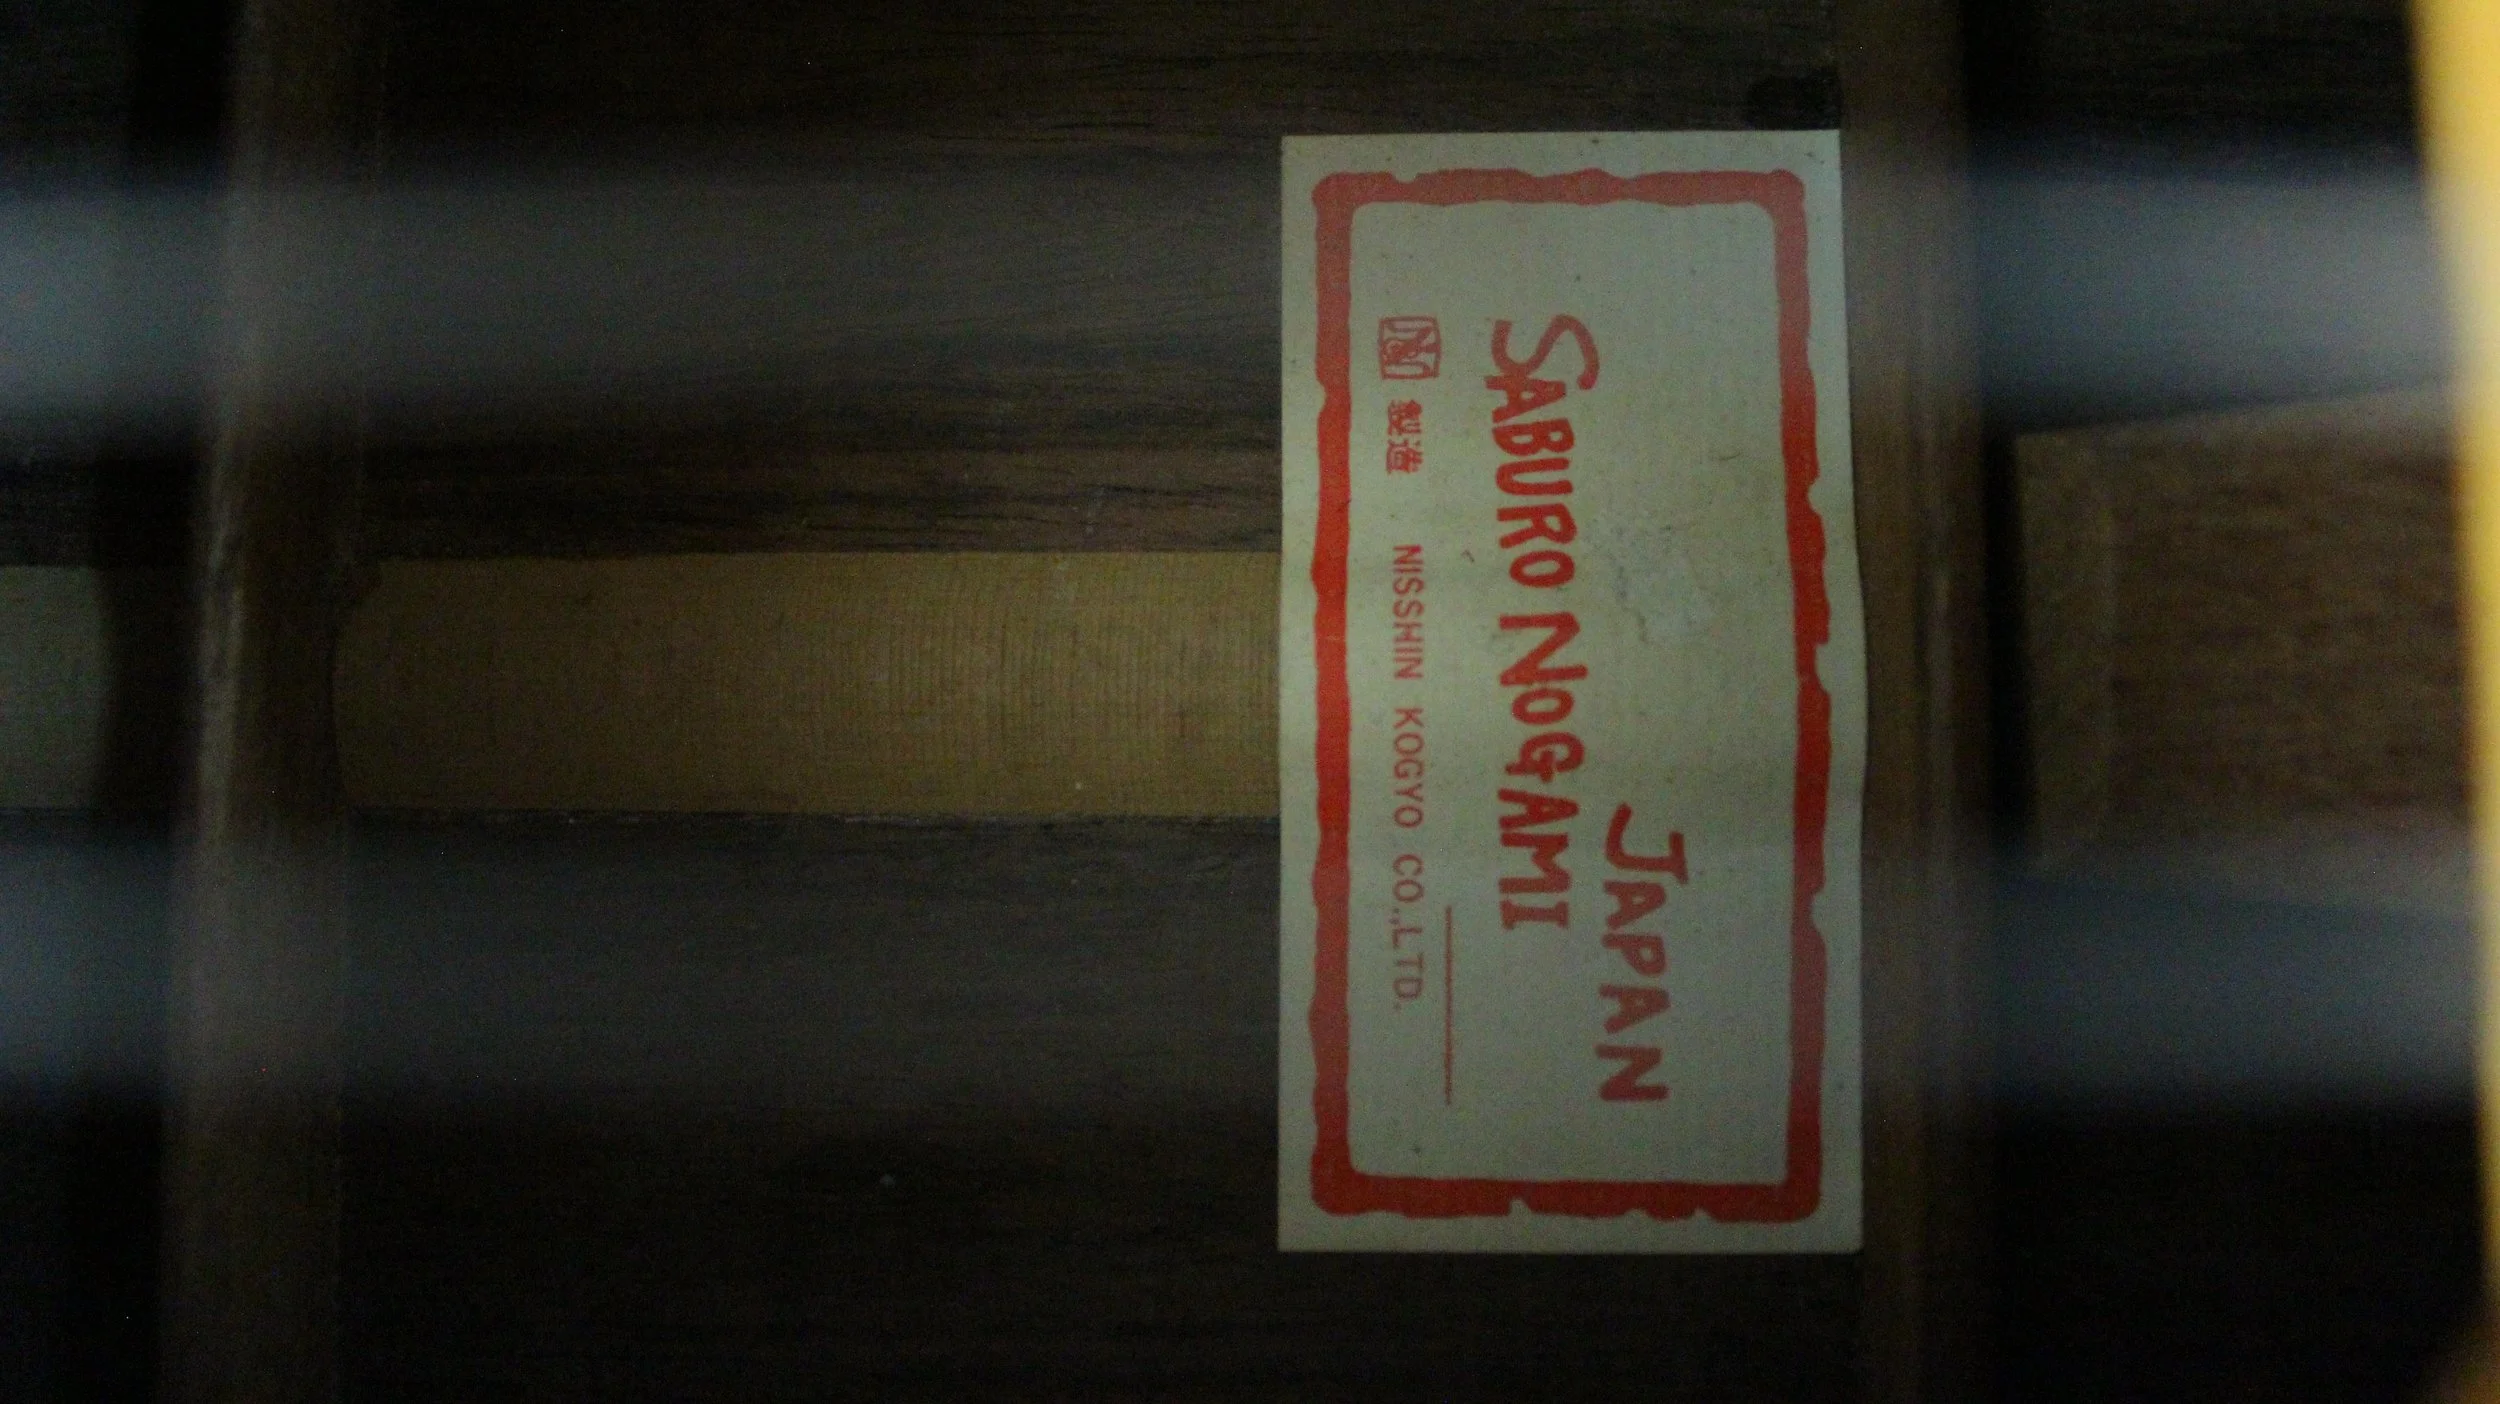 JAPAN
SABURO NOGAMI
製造 NISSHIN KOGYO CO.,LTD.